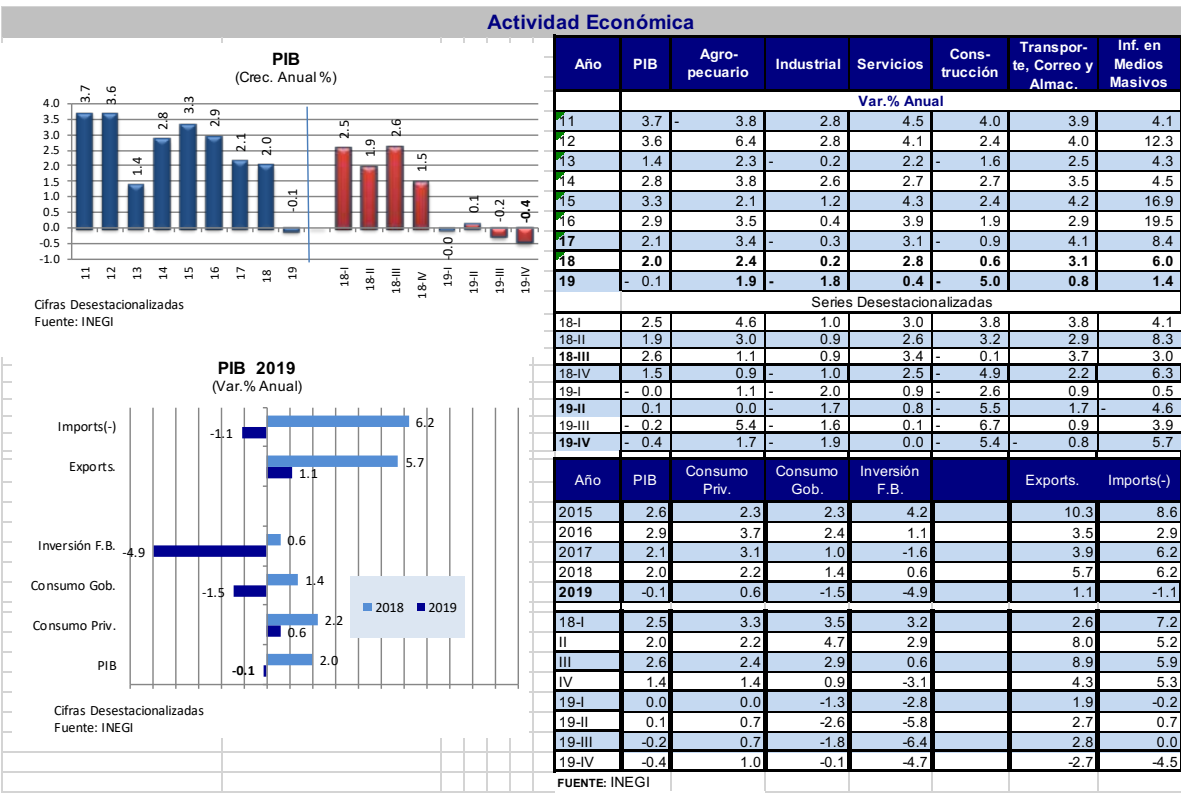 Actividad Económica
PIB
(Crec. Anual %)
4.0
3.5
3.0
2.5
2.0
1.5
1.0
0.5
0.0
-0.5
-1.0
3.7
3.6
1.4
2.8
3.3
2.9
2.1
2.0
-0.1
2.5
1.9
2.6
1.5
-0.0
0.1
-0.2
-0.4
11 12 13 14 15 16 17 18 19 18-I 18-II 18-III 18-IV 19-I 19-II 19-III 19-IV
Cifras Desestacionalizadas
Fuente: INEGI
PIB 2019
(Var.% Anual)
Imports(-) 6.2
-1.1
Exports. 5.7
1.1
Inversión F.B. 0.6
-4.9
Consumo Gob. 1.4
-1.5
Consumo Priv. 2.2
0.6
PIB 2.0
-0.1
2018 2019
Cifras Desestacionalizadas
Fuente: INEGI
Año PIB Agro-pecuario Industrial Servicios Cons-trucción Transpor-te, Correo y Almac. Inf. en Medios Masivos
Var.% Anual
11 3.7 - 3.8 2.8 4.5 4.0 3.9 4.1
12 3.6 6.4 2.8 4.1 2.4 4.0 12.3
13 1.4 2.3 - 0.2 2.2 - 1.6 2.5 4.3
14 2.8 3.8 2.6 2.7 2.7 3.5 4.5
15 3.3 2.1 1.2 4.3 2.4 4.2 16.9
16 2.9 3.5 0.4 3.9 1.9 2.9 19.5
17 2.1 3.4 - 0.3 3.1 - 0.9 4.1 8.4
18 2.0 2.4 0.2 2.8 0.6 3.1 6.0
19 - 0.1 1.9 - 1.8 0.4 - 5.0 0.8 1.4
Series Desestacionalizadas
18-I 2.5 4.6 1.0 3.0 3.8 3.8 4.1
18-II 1.9 3.0 0.9 2.6 3.2 2.9 8.3
18-III 2.6 1.1 0.9 3.4 - 0.1 3.7 3.0
18-IV 1.5 0.9 - 1.0 2.5 - 4.9 2.2 6.3
19-I - 0.0 1.1 - 2.0 0.9 - 2.6 0.9 0.5
19-II 0.1 0.0 - 1.7 0.8 - 5.5 1.7 - 4.6
19-III - 0.2 5.4 - 1.6 0.1 - 6.7 0.9 3.9
19-IV - 0.4 1.7 - 1.9 0.0 - 5.4 - 0.8 5.7
Año PIB Consumo Priv. Consumo Gob. Inversión F.B. Exports. Imports(-)
2015 2.6 2.3 2.3 4.2 10.3 8.6
2016 2.9 3.7 2.4 1.1 3.5 2.9
2017 2.1 3.1 1.0 -1.6 3.9 6.2
2018 2.0 2.2 1.4 0.6 5.7 6.2
2019 -0.1 0.6 -1.5 -4.9 1.1 -1.1
18-I 2.5 3.3 3.5 3.2 2.6 7.2
II 2.0 2.2 4.7 2.9 8.0 5.2
III 2.6 2.4 2.9 0.6 8.9 5.9
IV 1.4 1.4 0.9 -3.1 4.3 5.3
19-I 0.0 0.0 -1.3 -2.8 1.9 -0.2
19-II 0.1 0.7 -2.6 -5.8 2.7 0.7
19-III -0.2 0.7 -1.8 -6.4 2.8 0.0
19-IV -0.4 1.0 -0.1 -4.7 -2.7 -4.5
FUENTE: INEGI